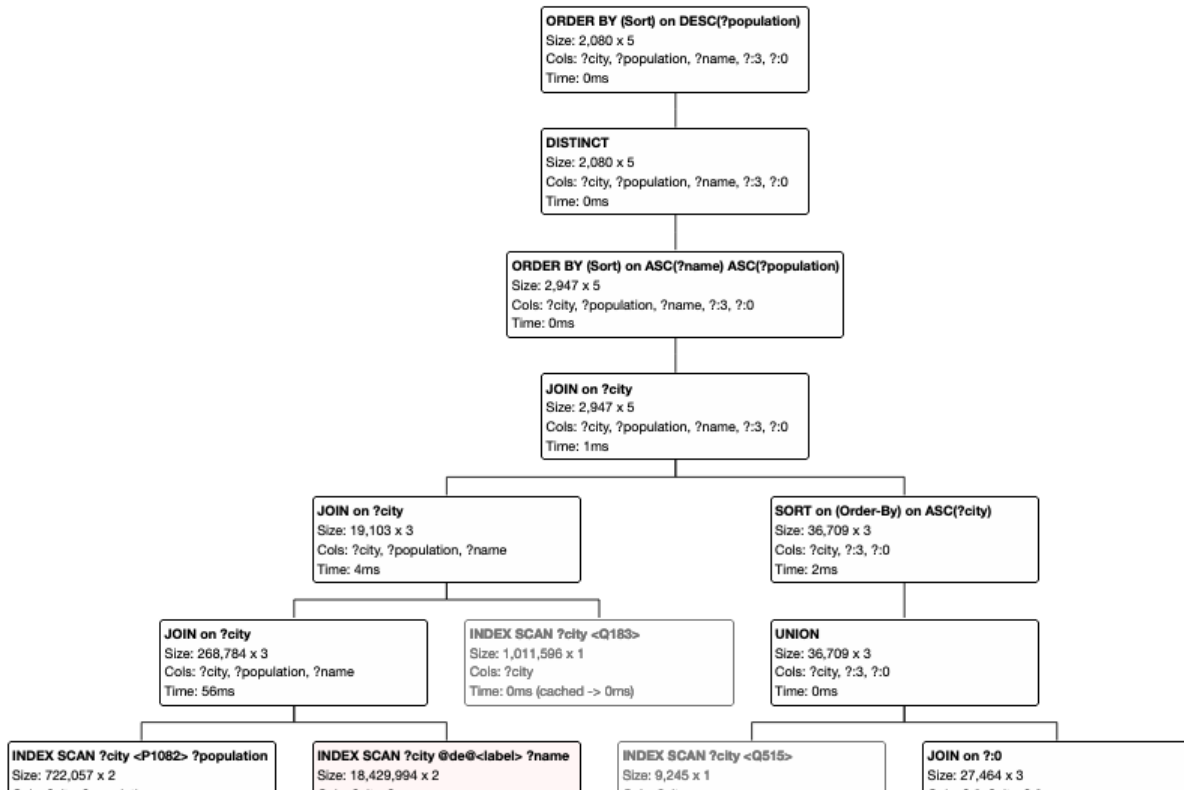 ORDER BY (Sort) on DESC(?population)
Size: 2,080 x 5
Cols: ?city, ?population, ?name, ?:3, ?:0
Time: 0ms
DISTINCT
Size: 2,080 x 5
Cols: ?city, ?population, ?name, ?:3, ?:0
Time: 0ms
ORDER BY (Sort) on ASC(?name) ASC(?population)
Size: 2,947 x 5
Cols: ?city, ?population, ?name, ?:3, ?:0
Time: 0ms
JOIN on ?city
Size: 2,947 x 5
Cols: ?city, ?population, ?name, ?:3, ?:0
Time: 1ms
JOIN on ?city
Size: 19,103 x 3
Cols: ?city, ?population, ?name
Time: 4ms
SORT on (Order-By) on ASC(?city)
Size: 36,709 x 3
Cols: ?city, ?:3, ?:0
Time: 2ms
JOIN on ?city
Size: 268,784 x 3
Cols: ?city, ?population, ?name
Time: 56ms
INDEX SCAN ?city <Q183>
Size: 1,011,596 x 1
Cols: ?city
Time: 0ms (cached -> 0ms)
UNION
Size: 36,709 x 3
Cols: ?city, ?:3, ?:0
Time: 0ms
INDEX SCAN ?city <P1082> ?population
Size: 722,057 x 2
INDEX SCAN ?city @de@<label> ?name
Size: 18,429,994 x 2
INDEX SCAN ?city <Q515>
Size: 9,245 x 1
JOIN on ?:0
Size: 27,464 x 3